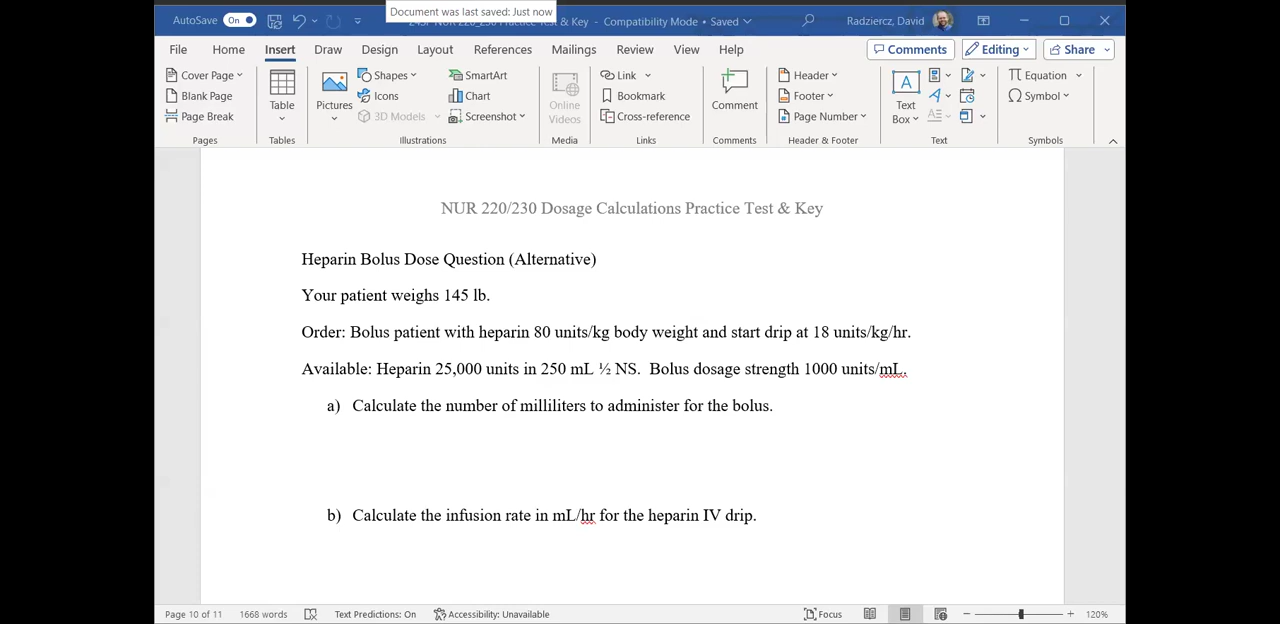 Document was last saved: Just now
AutoSave On
Practice Test & Key - Compatibility Mode • Saved
Radziercz, David
File Home Insert Draw Design Layout References Mailings Review View Help
Comments Editing Share
Cover Page
Blank Page
Page Break
Pages
Table
Tables
Pictures
Shapes
Icons
3D Models
SmartArt
Chart
Screenshot
Illustrations
Online Videos
Media
Link
Bookmark
Cross-reference
Links
Comment
Comments
Header
Footer
Page Number
Header & Footer
Text Box
Text
Equation
Symbol
Symbols
NUR 220/230 Dosage Calculations Practice Test & Key
Heparin Bolus Dose Question (Alternative)
Your patient weighs 145 lb.
Order: Bolus patient with heparin 80 units/kg body weight and start drip at 18 units/kg/hr.
Available: Heparin 25,000 units in 250 mL ½ NS. Bolus dosage strength 1000 units/mL.
a) Calculate the number of milliliters to administer for the bolus.
b) Calculate the infusion rate in mL/hr for the heparin IV drip.
Page 10 of 11 1668 words Text Predictions: On Accessibility: Unavailable Focus 120%